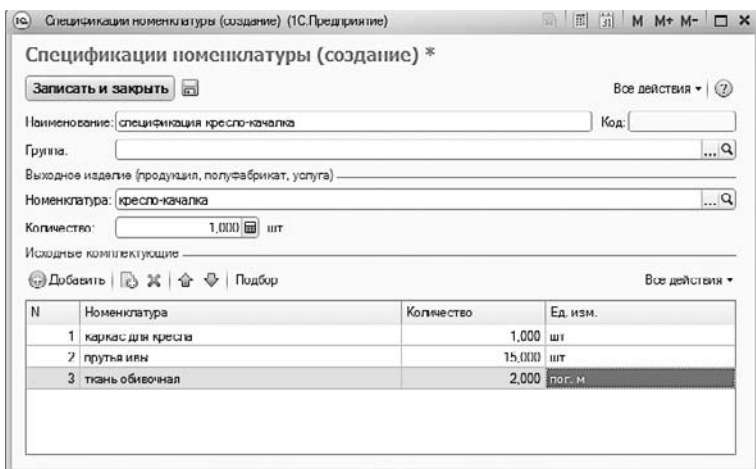 Спецификации номенклатуры (создание) (1С:Предприятие) M M+ M-
Спецификации номенклатуры (создание) *
Записать и закрыть Все действия
Наименование: спецификация кресло-качалка Код:
Группа:
Выходное изделие (продукция, полуфабрикат, услуга)
Номенклатура: кресло-качалка
Количество: 1,000 шт
Исходные комплектующие
Добавить Подбор Все действия
N Номенклатура Количество Ед. изм.
1 каркас для кресла 1,000 шт
2 прутья ивы 15,000 шт
3 ткань обивочная 2,000 пог. м